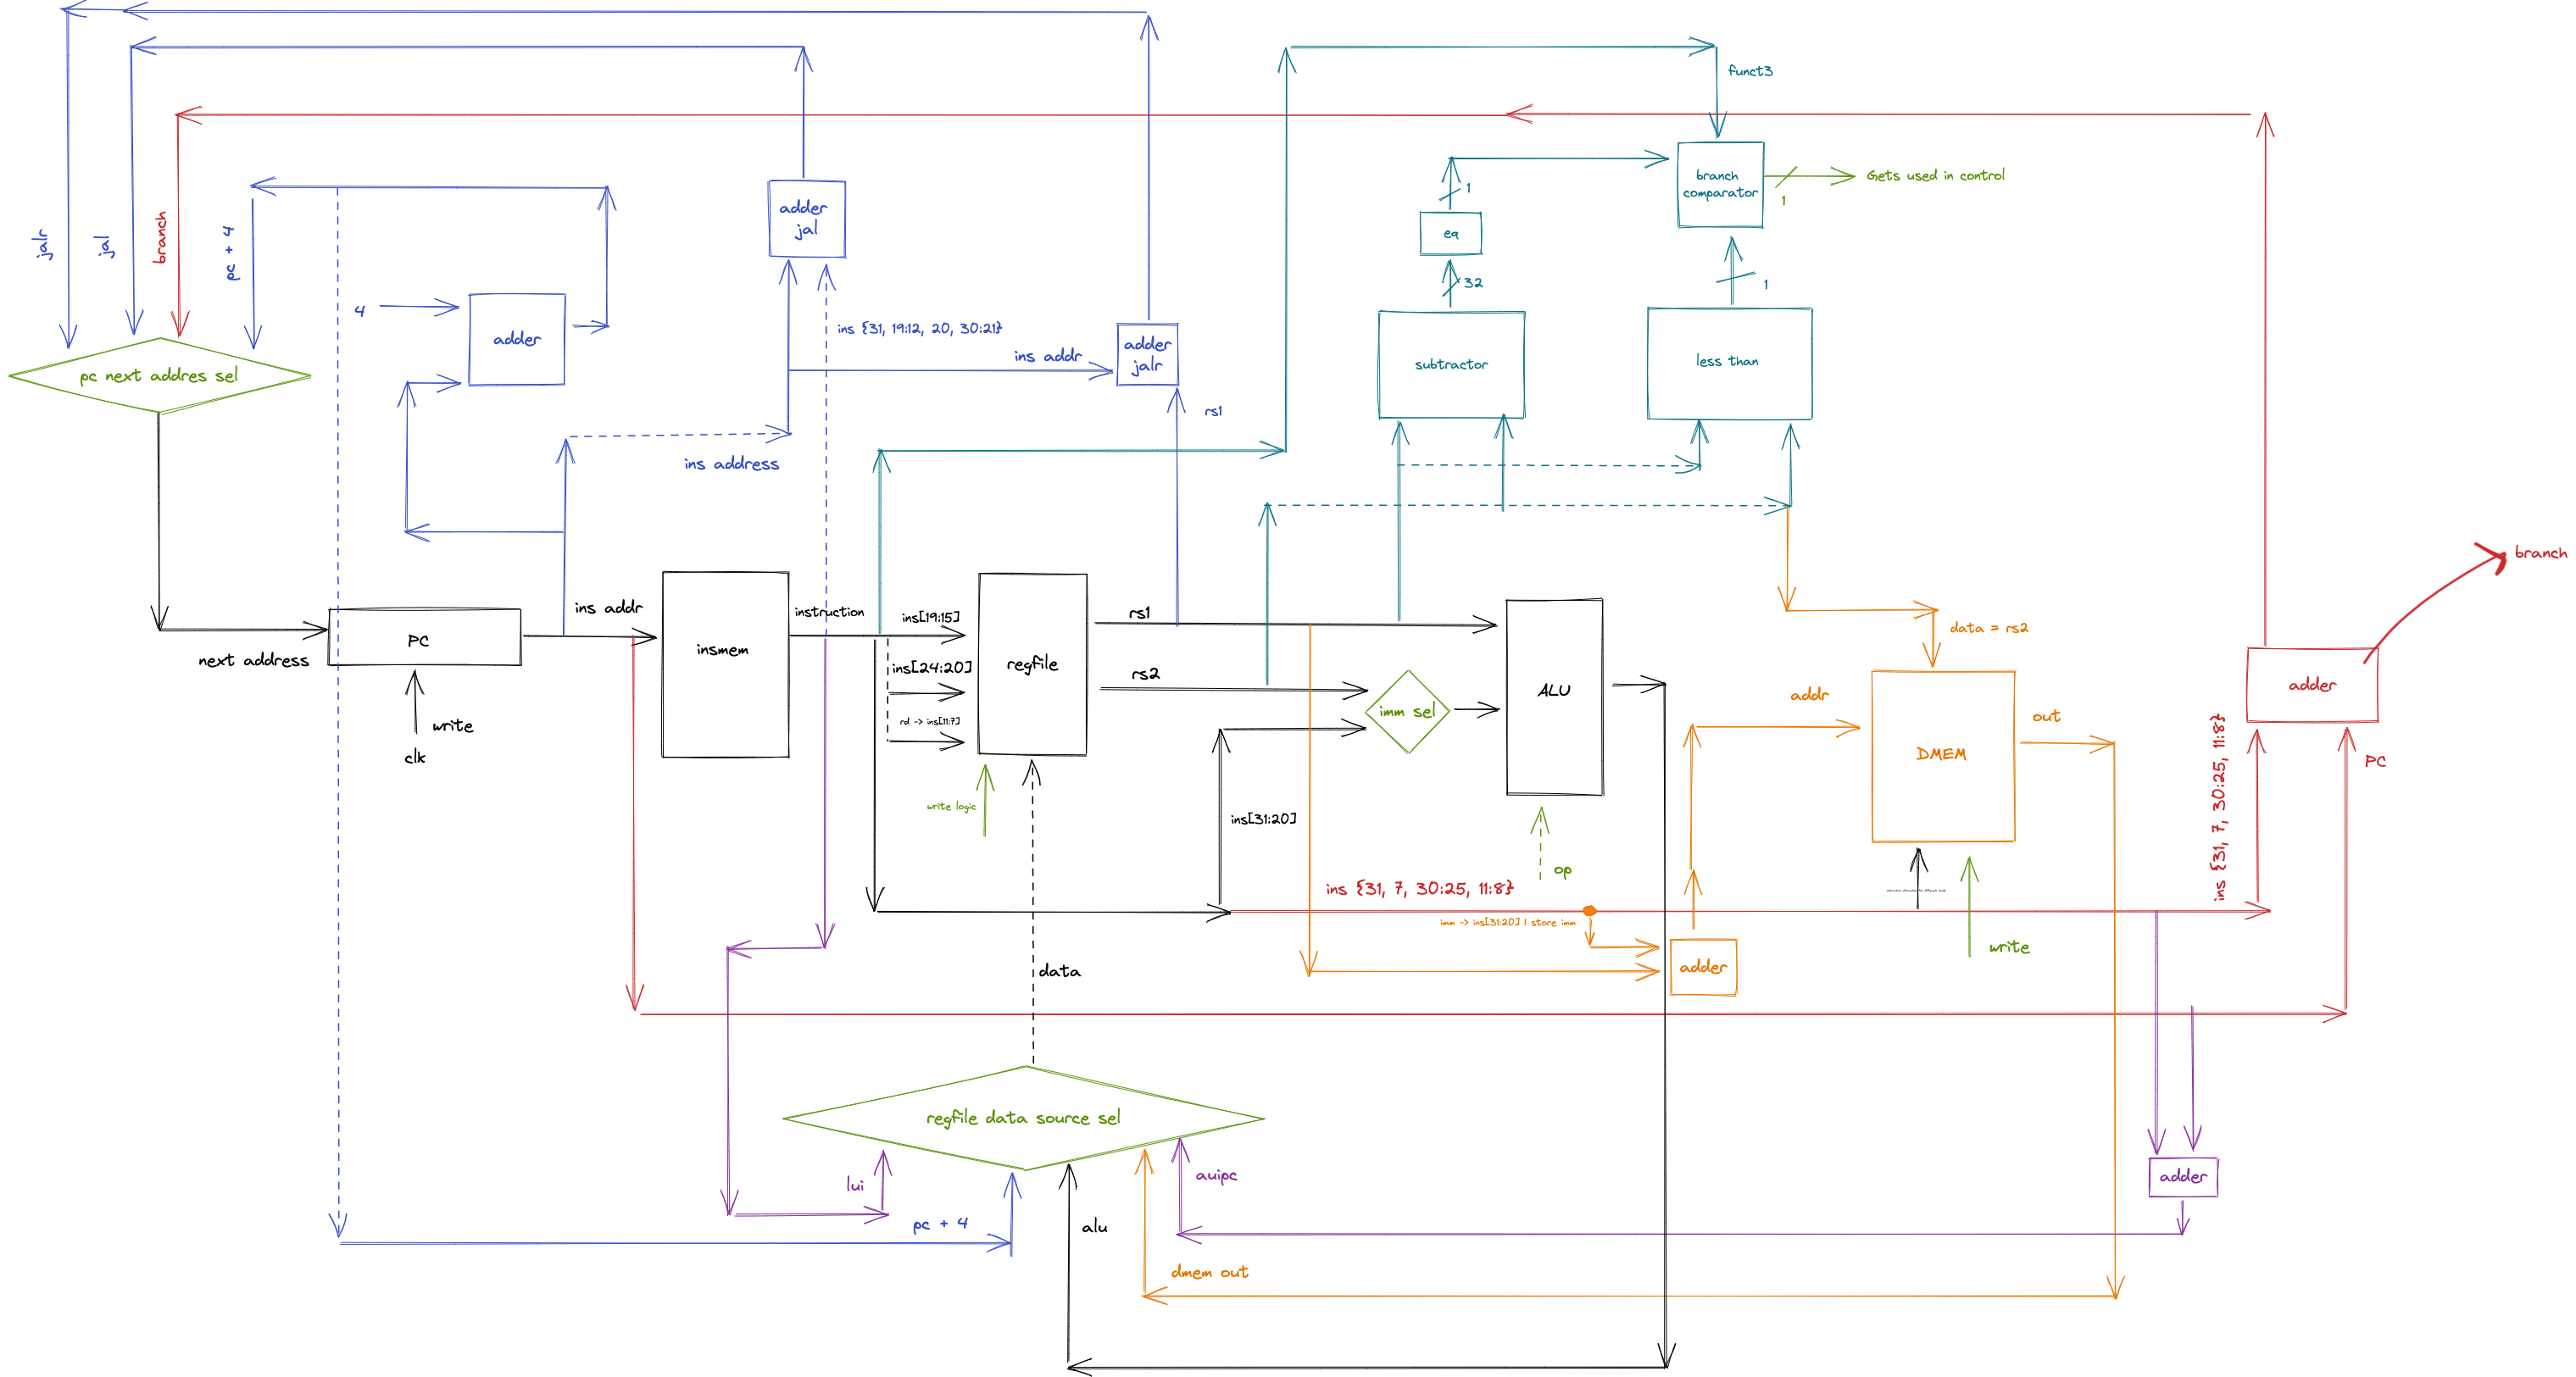 funct3
branch
comparator
Gets used in control
1
1
eq
32
1
subtractor
less than
adder
jal
jalr
jal
branch
pc + 4
4
adder
ins {31, 19:12, 20, 30:21}
ins addr
adder
jalr
rs1
pc next addres sel
ins address
branch
ins addr
instruction
ins[19:15]
rs1
data = rs2
PC
insmem
regfile
next address
ins[24:20]
rs2
ALU
adder
imm sel
addr
rd -> ins[11:7]
out
write
clk
DMEM
PC
write logic
ins[31:20]
ins {31, 7, 30:25, 11:8}
op
ins {31, 7, 30:25, 11:8}
imm -> ins[31:20] | store imm
write
data
adder
regfile data source sel
lui
auipc
adder
pc + 4
alu
dmem out